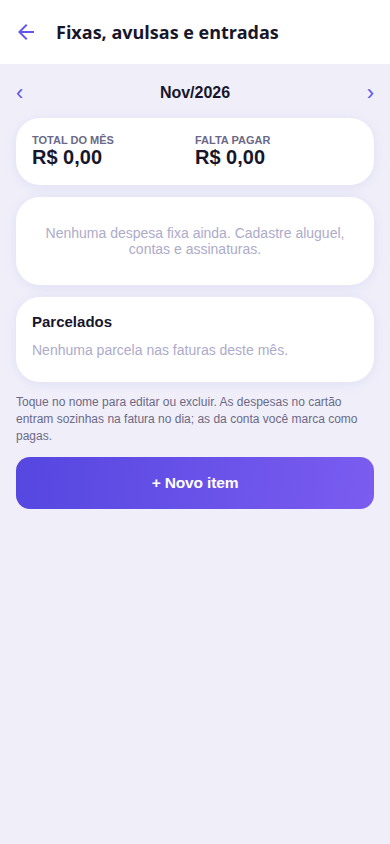 Fixas, avulsas e entradas
‹ Nov/2026 ›
TOTAL DO MÊS FALTA PAGAR
R$ 0,00 R$ 0,00
Nenhuma despesa fixa ainda. Cadastre aluguel,
contas e assinaturas.
Parcelados
Nenhuma parcela nas faturas deste mês.
Toque no nome para editar ou excluir. As despesas no cartão
entram sozinhas na fatura no dia; as da conta você marca como
pagas.
+ Novo item